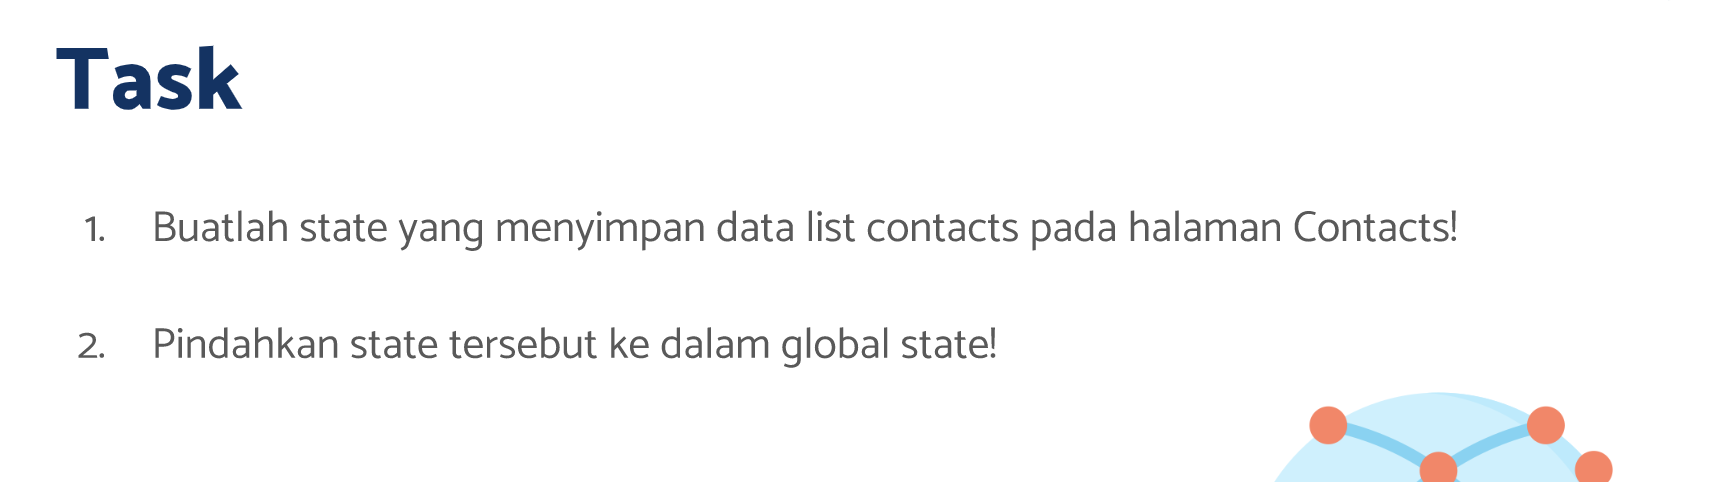 Task
1. Buatlah state yang menyimpan data list contacts pada halaman Contacts!
2. Pindahkan state tersebut ke dalam global state!